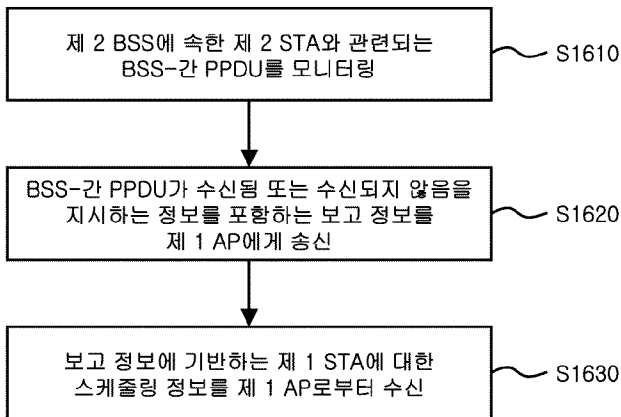 제 2 BSS에 속한 제 2 STA와 관련되는
BSS-간 PPDU를 모니터링
S1610
BSS-간 PPDU가 수신됨 또는 수신되지 않음을
지시하는 정보를 포함하는 보고 정보를
제 1 AP에게 송신
S1620
보고 정보에 기반하는 제 1 STA에 대한
스케줄링 정보를 제 1 AP로부터 수신
S1630